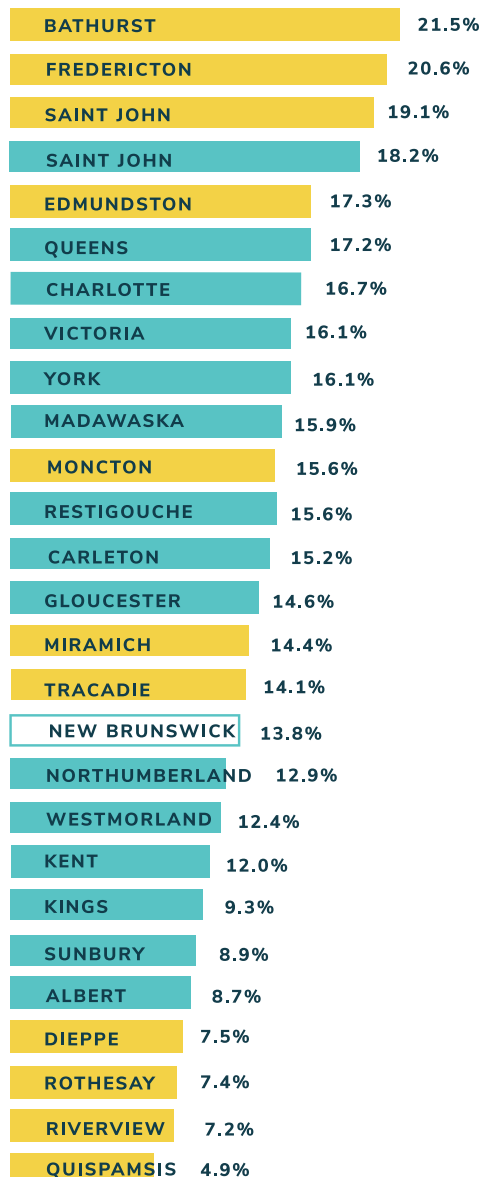 BATHURST 21.5%
FREDERICTON 20.6%
SAINT JOHN 19.1%
SAINT JOHN 18.2%
EDMUNDSTON 17.3%
QUEENS 17.2%
CHARLOTTE 16.7%
VICTORIA 16.1%
YORK 16.1%
MADAWASKA 15.9%
MONCTON 15.6%
RESTIGOUCHE 15.6%
CARLETON 15.2%
GLOUCESTER 14.6%
MIRAMICH 14.4%
TRACADIE 14.1%
NEW BRUNSWICK 13.8%
NORTHUMBERLAND 12.9%
WESTMORLAND 12.4%
KENT 12.0%
KINGS 9.3%
SUNBURY 8.9%
ALBERT 8.7%
DIEPPE 7.5%
ROTHESAY 7.4%
RIVERVIEW 7.2%
QUISPAMSIS 4.9%